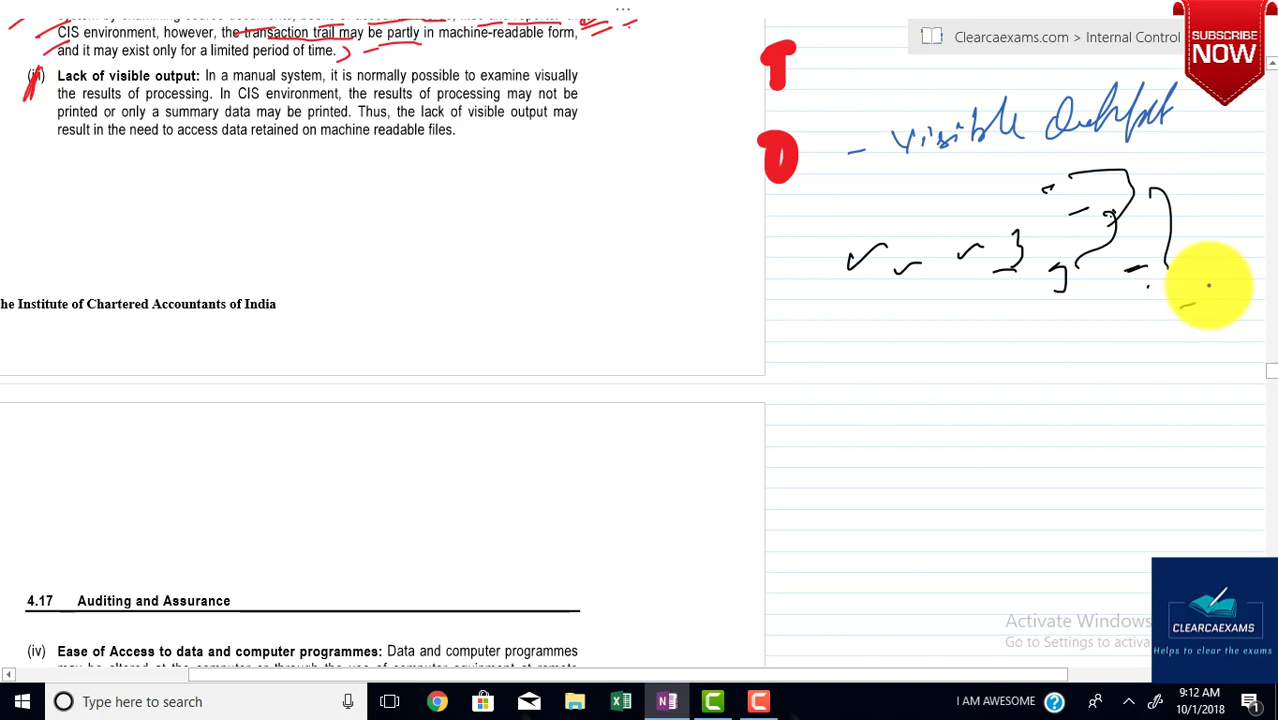 CIS environment, however, the transaction trail may be partly in machine-readable form,
and it may exist only for a limited period of time.
(iii) Lack of visible output: In a manual system, it is normally possible to examine visually
the results of processing. In CIS environment, the results of processing may not be
printed or only a summary data may be printed. Thus, the lack of visible output may
result in the need to access data retained on machine readable files.
he Institute of Chartered Accountants of India
4.17 Auditing and Assurance
(iv) Ease of Access to data and computer programmes: Data and computer programmes
T
D
Clearcaexams.com > Internal Control
SUBSCRIBE
NOW
- Visible Output
Activate Windows
Go to Settings to activa
CLEARCAEXAMS
Helps to clear the exams
Type here to search
I AM AWESOME
9:12 AM
10/1/2018